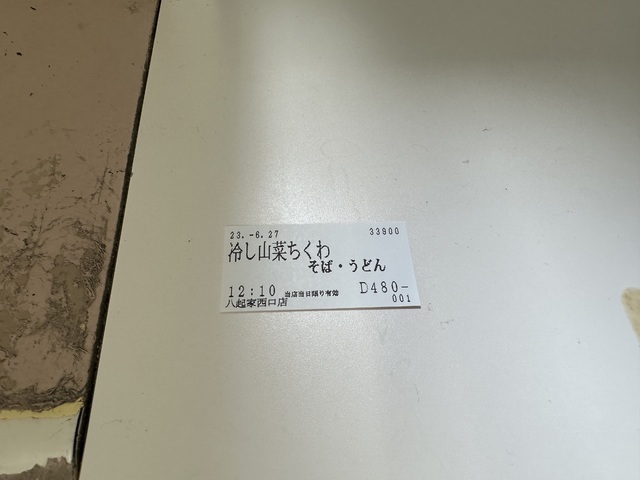 23.-6.27 33900
冷し山菜ちくわ
そば・うどん
12:10 当店当日限り有効 D480-
八起家西口店 001